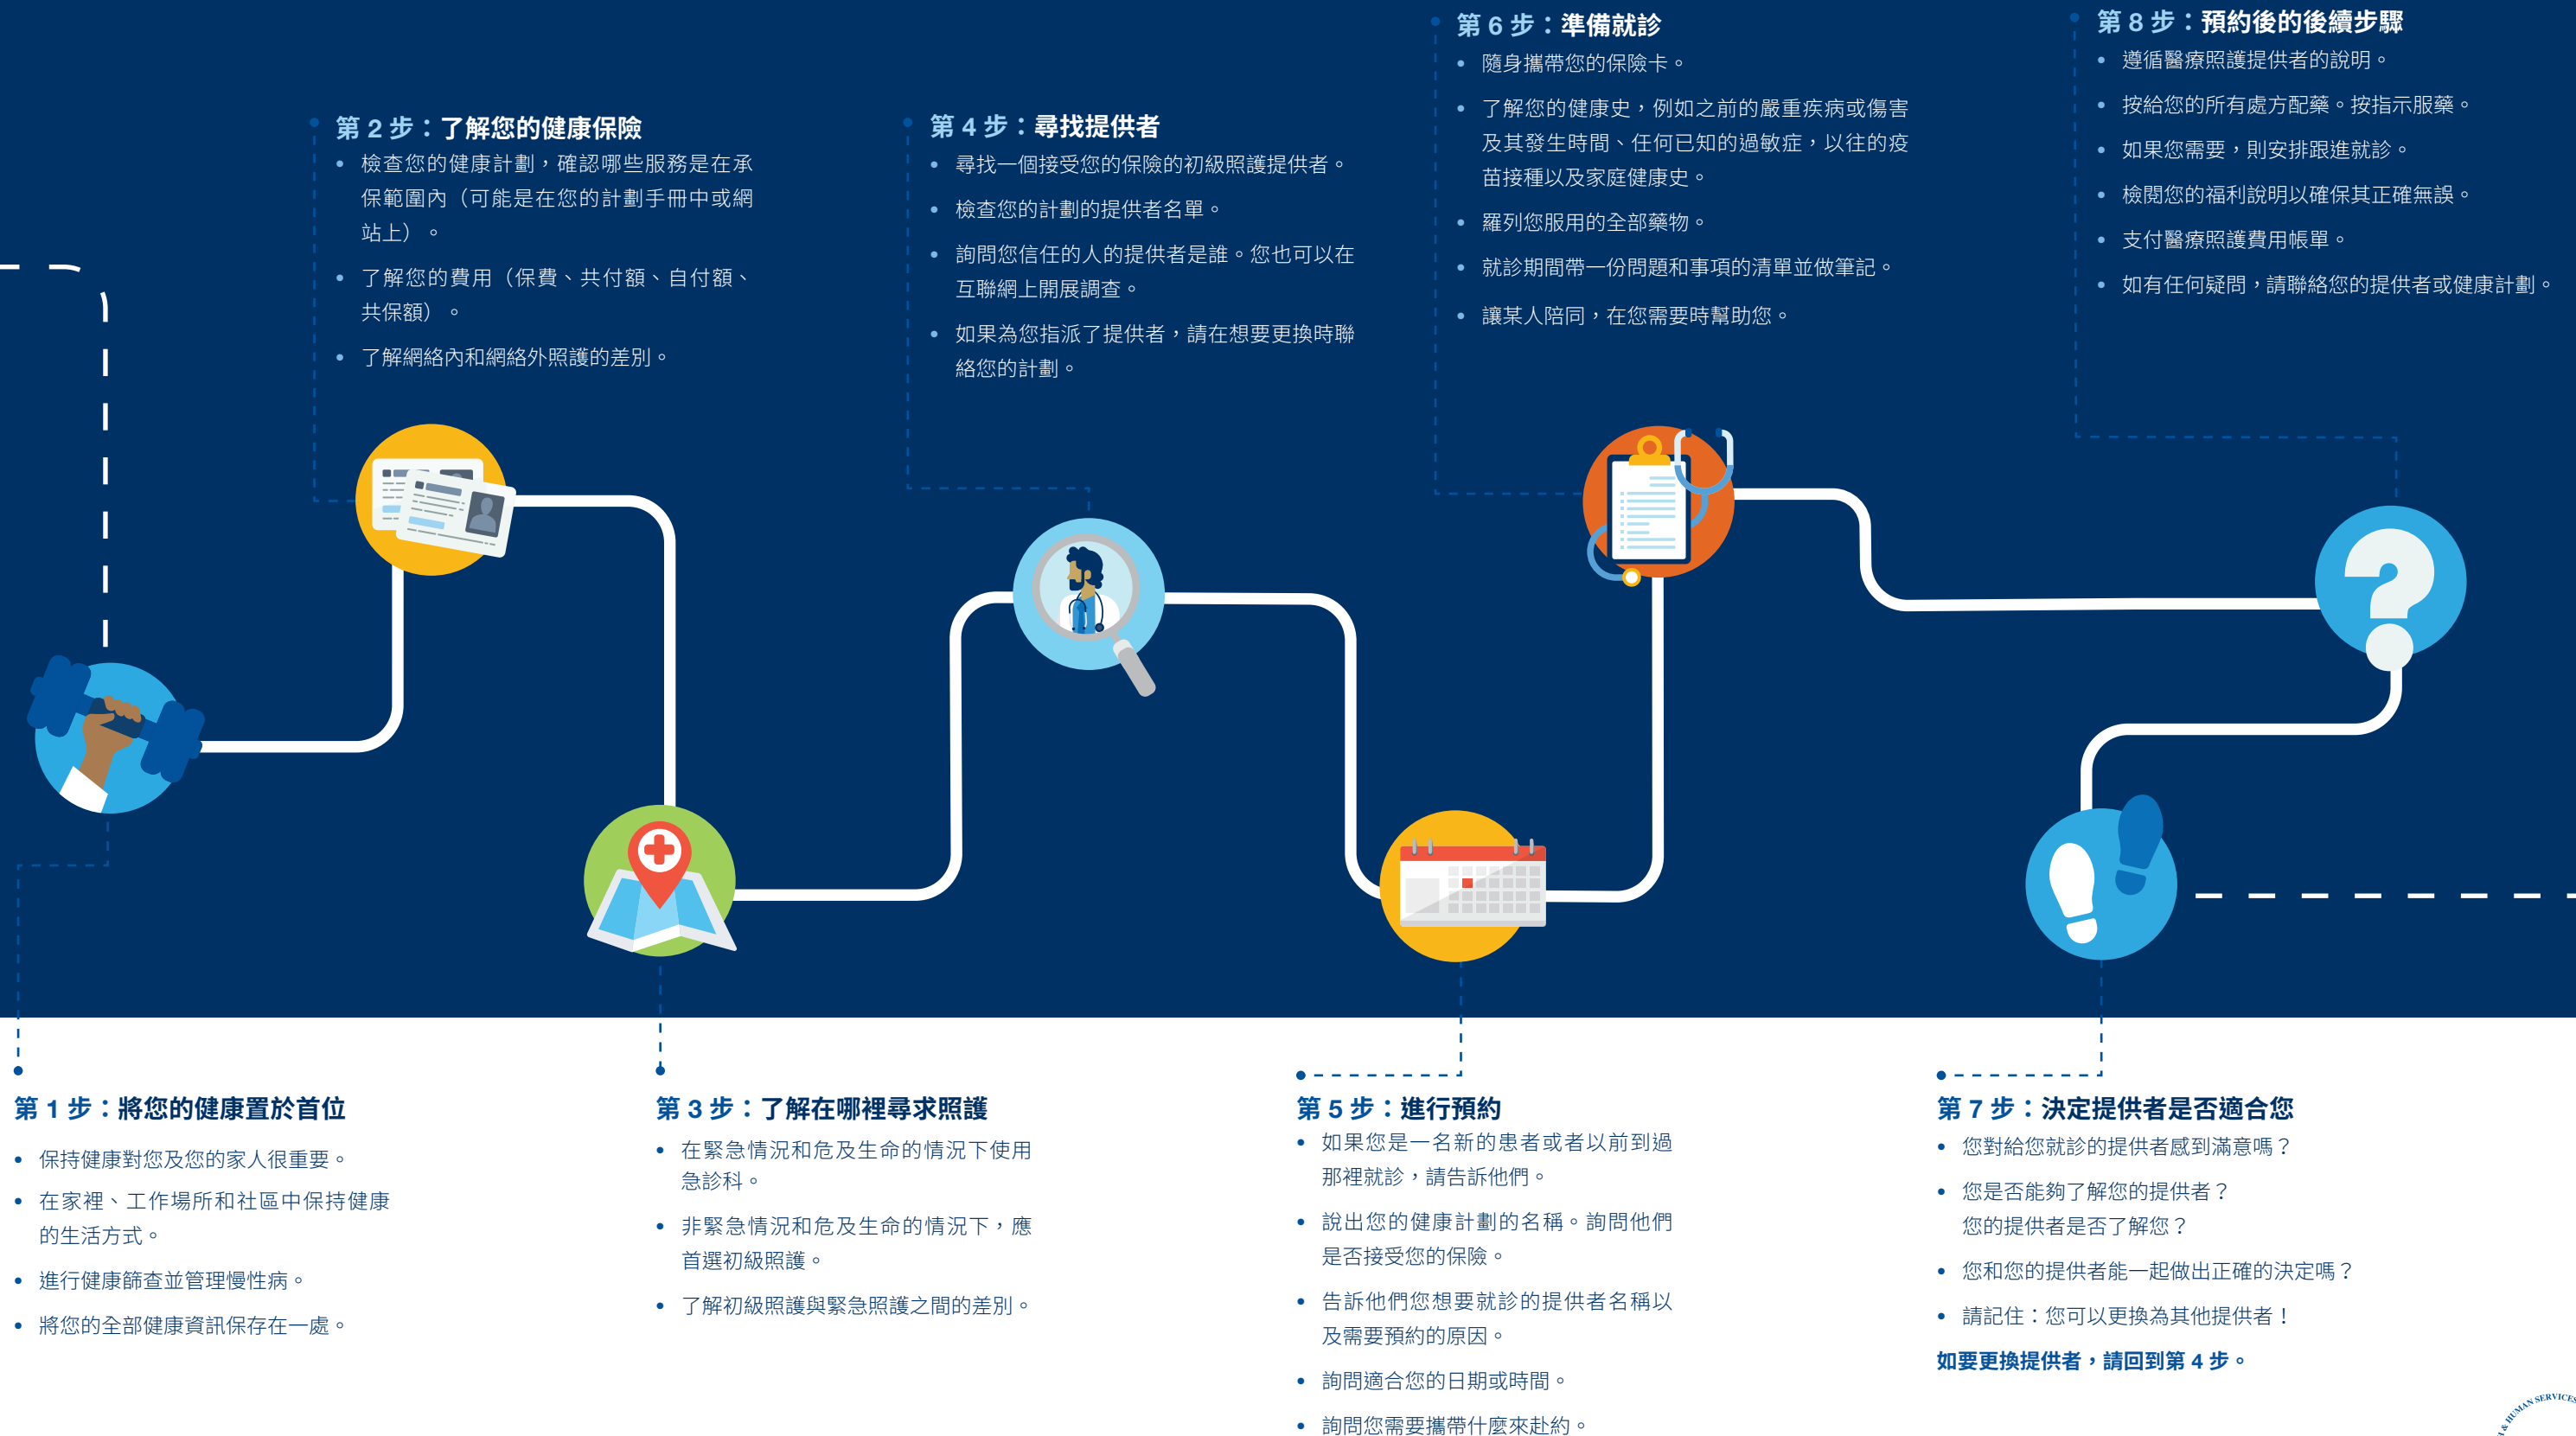 第 1 步：將您的健康置於首位
• 保持健康對您及您的家人很重要。
• 在家裡、工作場所和社區中保持健康
的生活方式。
• 進行健康篩查並管理慢性病。
• 將您的全部健康資訊保存在一處。
第 2 步：了解您的健康保險
• 檢查您的健康計劃，確認哪些服務是在承
保範圍內（可能是在您的計劃手冊中或網
站上）。
• 了解您的費用（保費、共付額、自付額、
共保額）。
• 了解網絡內和網絡外照護的差別。
第 3 步：了解在哪裡尋求照護
• 在緊急情況和危及生命的情況下使用
急診科。
• 非緊急情況和危及生命的情況下，應
首選初級照護。
• 了解初級照護與緊急照護之間的差別。
第 4 步：尋找提供者
• 尋找一個接受您的保險的初級照護提供者。
• 檢查您的計劃的提供者名單。
• 詢問您信任的人的提供者是誰。您也可以在
互聯網上開展調查。
• 如果為您指派了提供者，請在想要更換時聯
絡您的計劃。
第 5 步：進行預約
• 如果您是一名新的患者或者以前到過
那裡就診，請告訴他們。
• 說出您的健康計劃的名稱。詢問他們
是否接受您的保險。
• 告訴他們您想要就診的提供者名稱以
及需要預約的原因。
• 詢問適合您的日期或時間。
• 詢問您需要攜帶什麼來赴約。
第 6 步：準備就診
• 隨身攜帶您的保險卡。
• 了解您的健康史，例如之前的嚴重疾病或傷害
及其發生時間、任何已知的過敏症，以往的疫
苗接種以及家庭健康史。
• 羅列您服用的全部藥物。
• 就診期間帶一份問題和事項的清單並做筆記。
• 讓某人陪同，在您需要時幫助您。
第 7 步：決定提供者是否適合您
• 您對給您就診的提供者感到滿意嗎？
• 您是否能夠了解您的提供者？
您的提供者是否了解您？
• 您和您的提供者能一起做出正確的決定嗎？
• 請記住：您可以更換為其他提供者！
如要更換提供者，請回到第 4 步。
第 8 步：預約後的後續步驟
• 遵循醫療照護提供者的說明。
• 按給您的所有處方配藥。按指示服藥。
• 如果您需要，則安排跟進就診。
• 檢閱您的福利說明以確保其正確無誤。
• 支付醫療照護費用帳單。
• 如有任何疑問，請聯絡您的提供者或健康計劃。
& HUMAN SERVICES